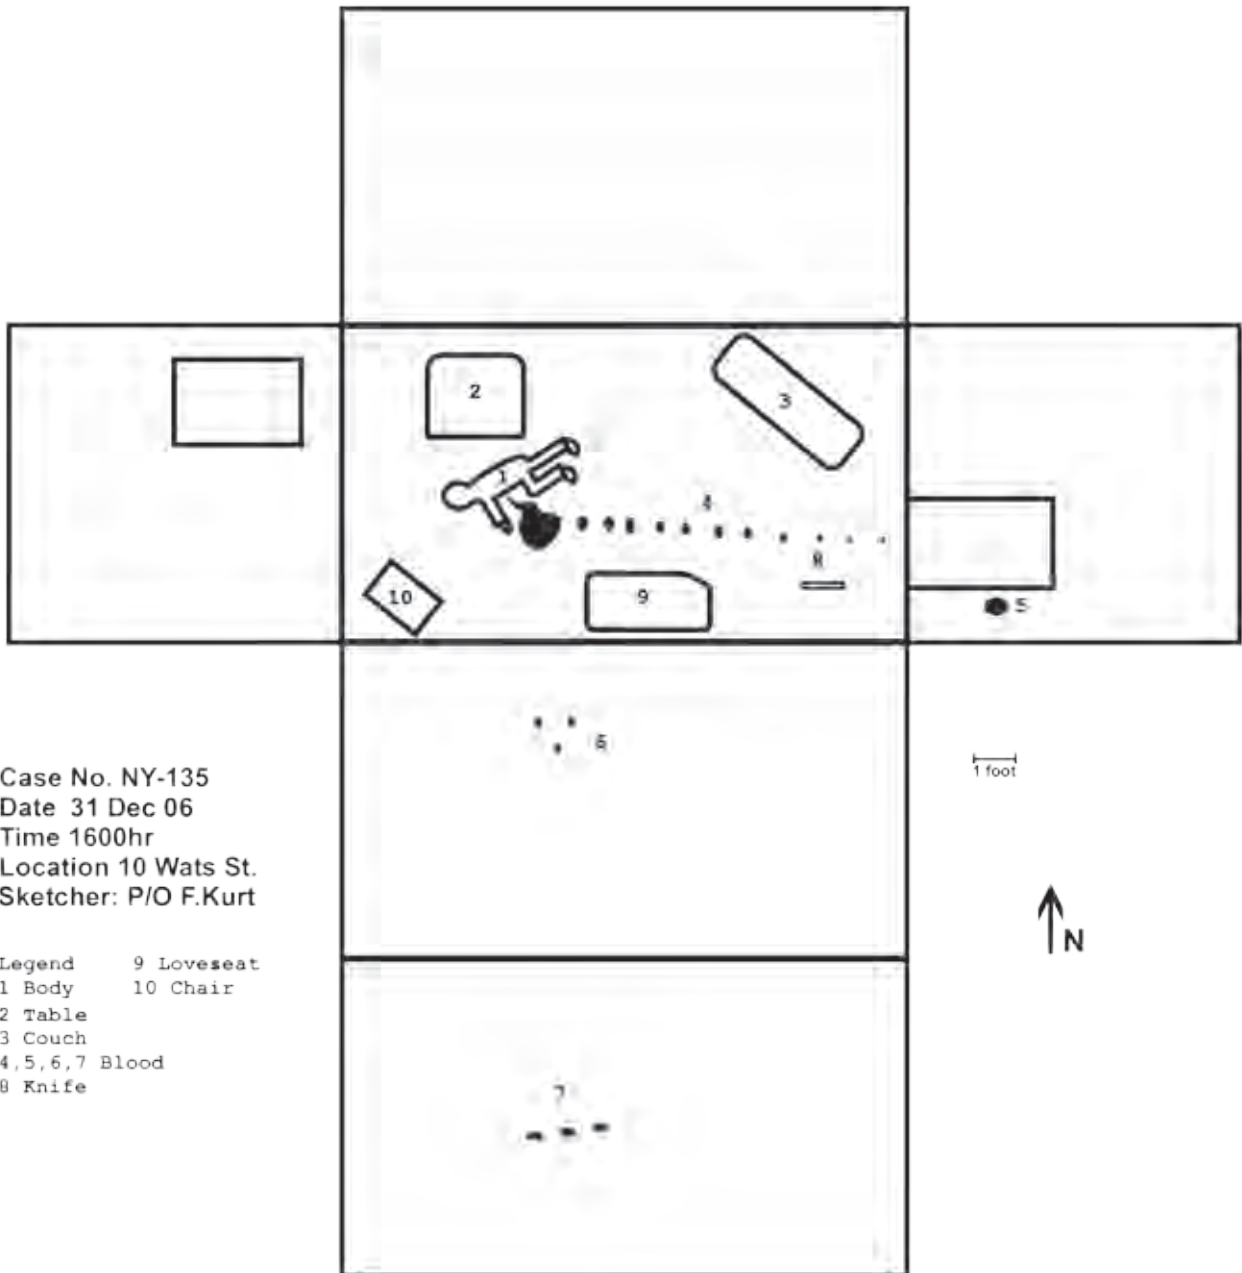 2
3
1
4
8
10
9
5
6
Case No. NY-135
Date 31 Dec 06
Time 1600hr
Location 10 Wats St.
Sketcher: P/O F.Kurt
1 foot
N
Legend 9 Loveseat
1 Body 10 Chair
2 Table
3 Couch
4,5,6,7 Blood
8 Knife
7